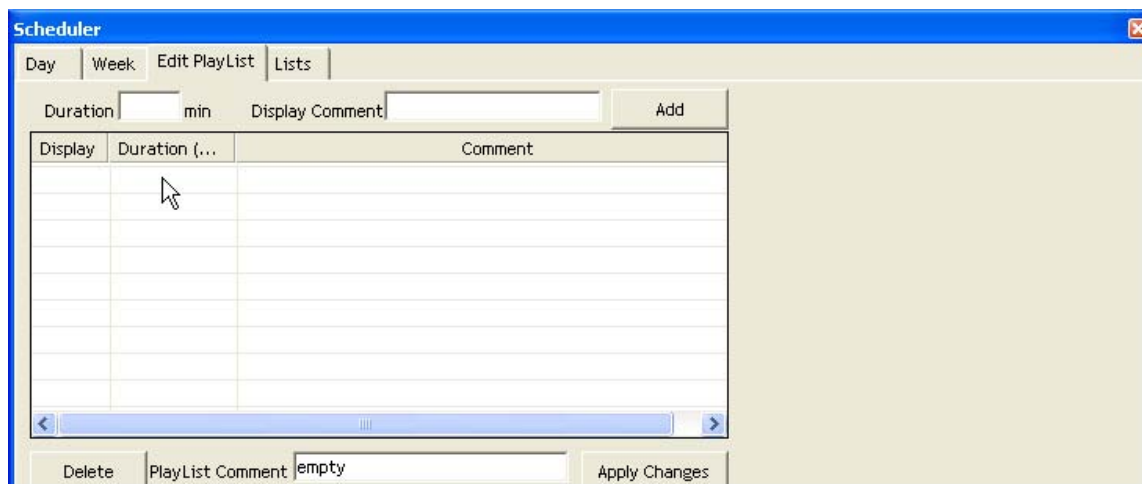 Scheduler
Day Week Edit PlayList Lists
Duration min Display Comment Add
Display Duration (... Comment
Delete PlayList Comment empty Apply Changes